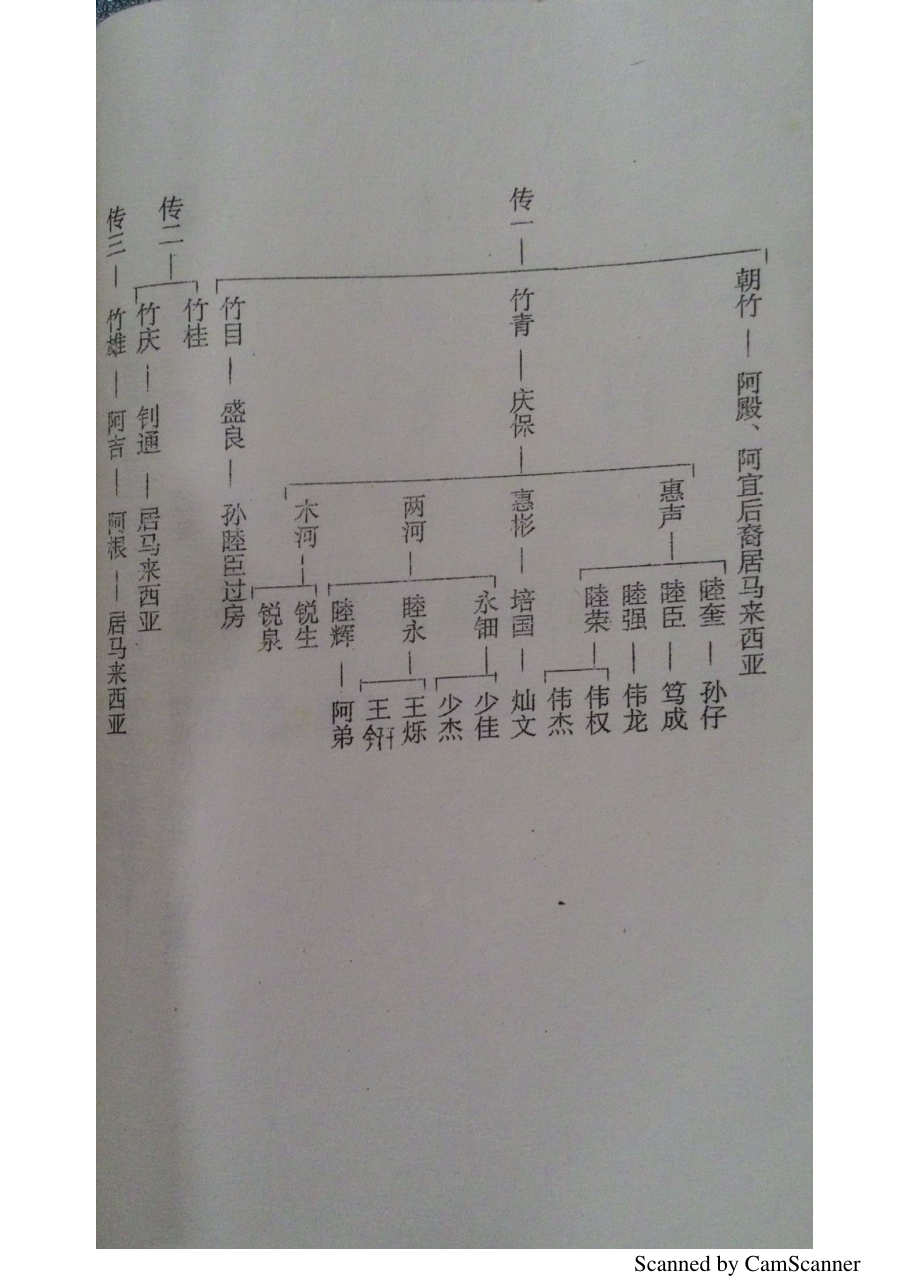 传一
朝竹 阿殿、阿宜后裔居马来西亚
竹青 庆保
惠声
睦奎 孙仔
睦臣 笃成
睦强 伟龙
睦荣
伟权
伟杰
惠彬 培国 灿文
两河
永钿
少佳
少杰
睦永
王烁
王
睦辉 阿弟
木河
锐生
锐泉
竹目 盛良 孙睦臣过房
传二
竹桂
竹庆 钊通 居马来西亚
传三 竹雄 阿吉 阿根 居马来西亚
Scanned by CamScanner